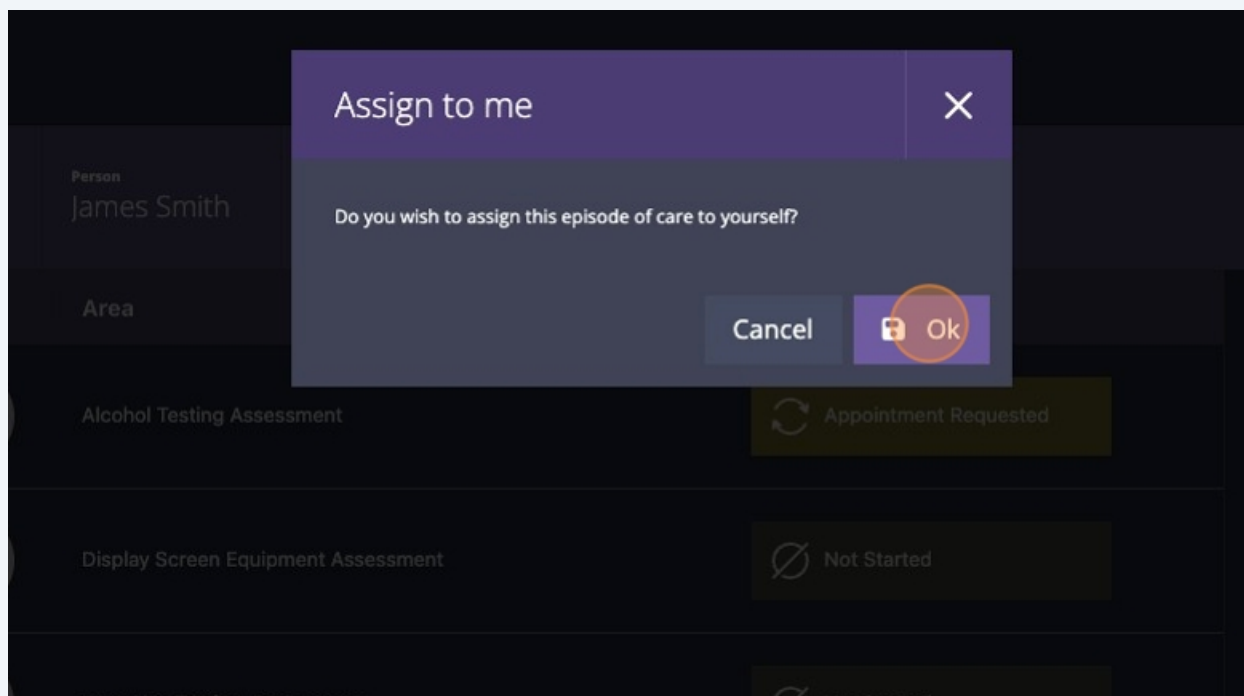 Assign to me
Person
James Smith
Do you wish to assign this episode of care to yourself?
Cancel
Ok
Area
Alcohol Testing Assessment
Appointment Requested
Display Screen Equipment Assessment
Not Started